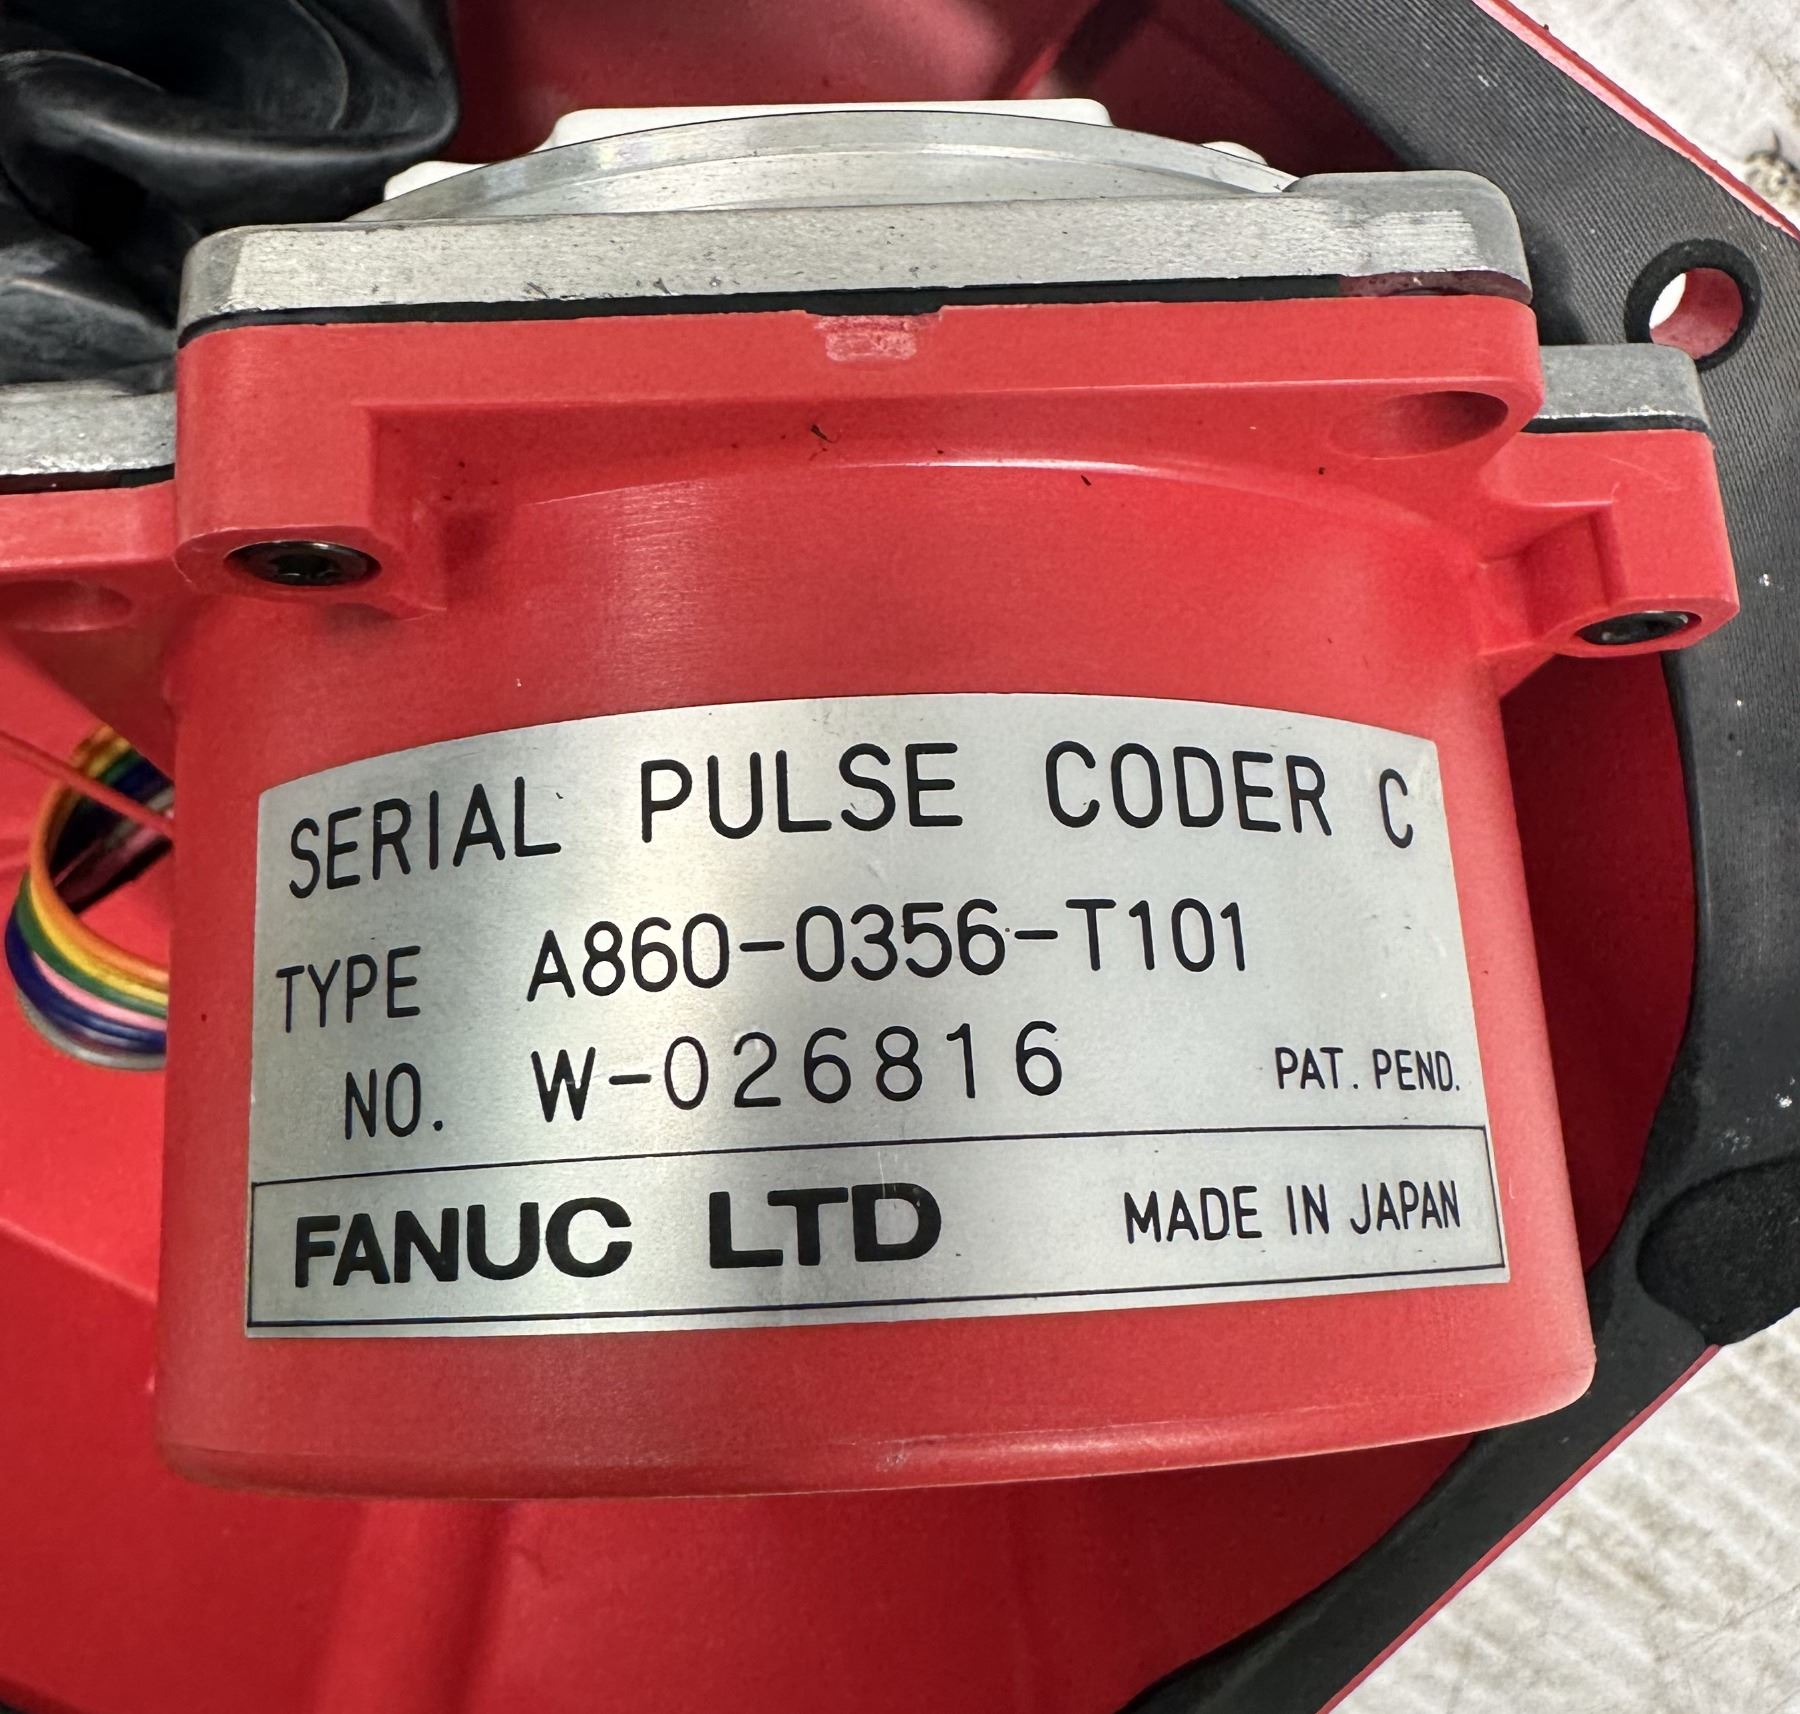 SERIAL PULSE CODER C
TYPE A860-0356-T101
NO. W-026816 PAT. PEND.
FANUC LTD MADE IN JAPAN